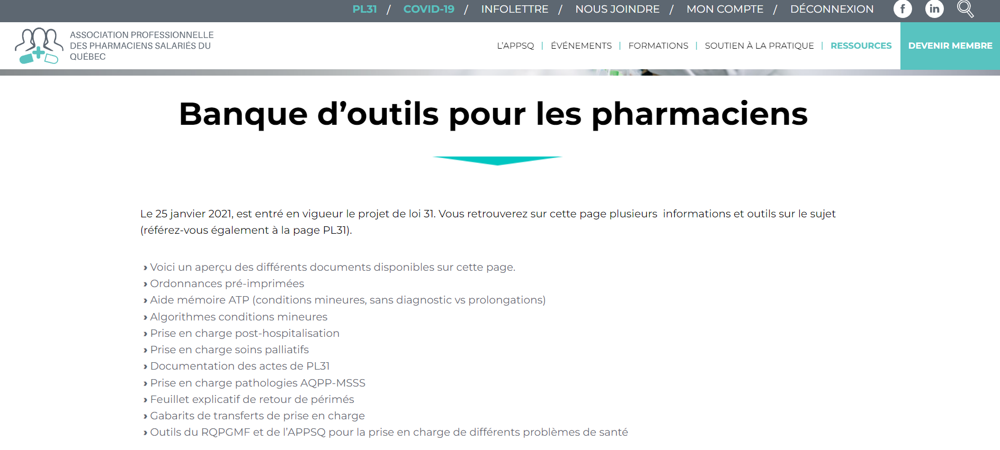 PL31 / COVID-19 / INFOLETTRE / NOUS JOINDRE / MON COMPTE / DÉCONNEXION f in
ASSOCIATION PROFESSIONNELLE
DES PHARMACIENS SALARIÉS DU
QUÉBEC
L’APPSQ | ÉVÉNEMENTS | FORMATIONS | SOUTIEN À LA PRATIQUE | RESSOURCES DEVENIR MEMBRE
Banque d’outils pour les pharmaciens
Le 25 janvier 2021, est entré en vigueur le projet de loi 31. Vous retrouverez sur cette page plusieurs  informations et outils sur le sujet
(référez-vous également à la page PL31).
› Voici un aperçu des différents documents disponibles sur cette page.
› Ordonnances pré-imprimées
› Aide mémoire ATP (conditions mineures, sans diagnostic vs prolongations)
› Algorithmes conditions mineures
› Prise en charge post-hospitalisation
› Prise en charge soins palliatifs
› Documentation des actes de PL31
› Prise en charge pathologies AQPP-MSSS
› Feuillet explicatif de retour de périmés
› Gabarits de transferts de prise en charge
› Outils du RQPGMF et de l’APPSQ pour la prise en charge de différents problèmes de santé